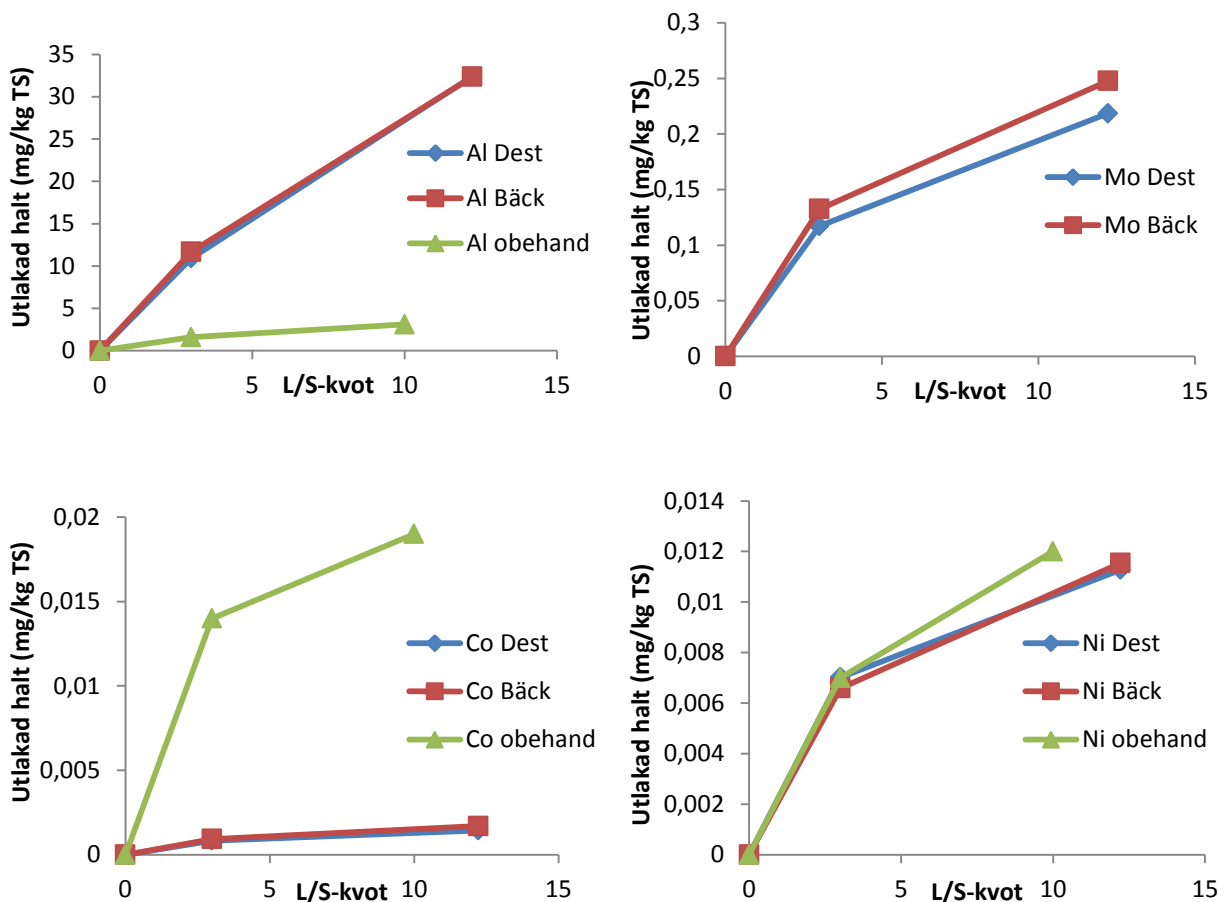 Utlakad halt (mg/kg TS)
35
30
25
20
15
10
5
0
0
5
10
15
L/S-kvot
Al Dest
Al Bäck
Al obehand
Utlakad halt (mg/kg TS)
0,3
0,25
0,2
0,15
0,1
0,05
0
0
5
10
15
L/S-kvot
Mo Dest
Mo Bäck
Utlakad halt (mg/kg TS)
0,02
0,015
0,01
0,005
0
0
5
10
15
L/S-kvot
Co Dest
Co Bäck
Co obehand
Utlakad halt (mg/kg TS)
0,014
0,012
0,01
0,008
0,006
0,004
0,002
0
0
5
10
15
L/S-kvot
Ni Dest
Ni Bäck
Ni obehand